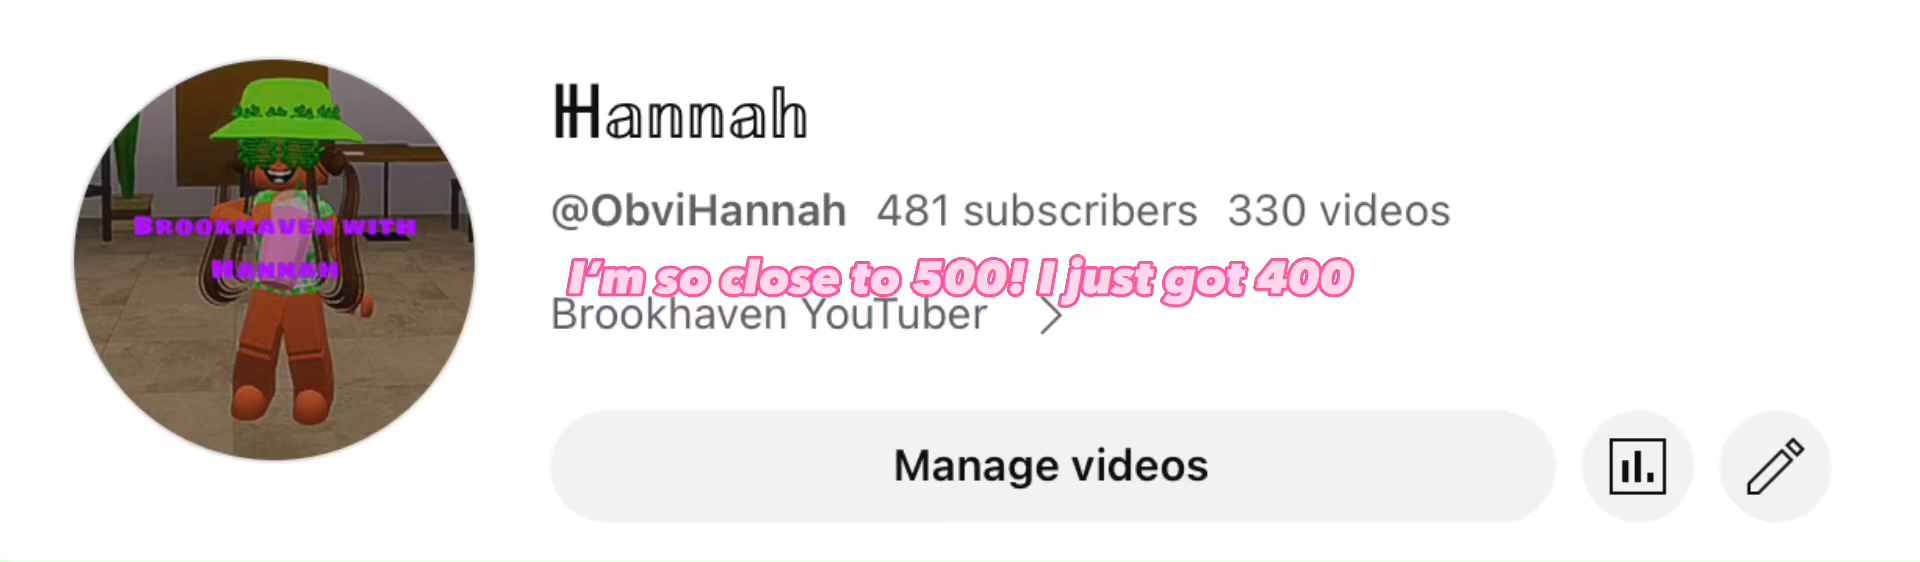 Hannah
@ObviHannah 481 subscribers 330 videos
I'm so close to 500! I just got 400
Brookhaven YouTuber
Manage videos
Brookhaven with
Hannah